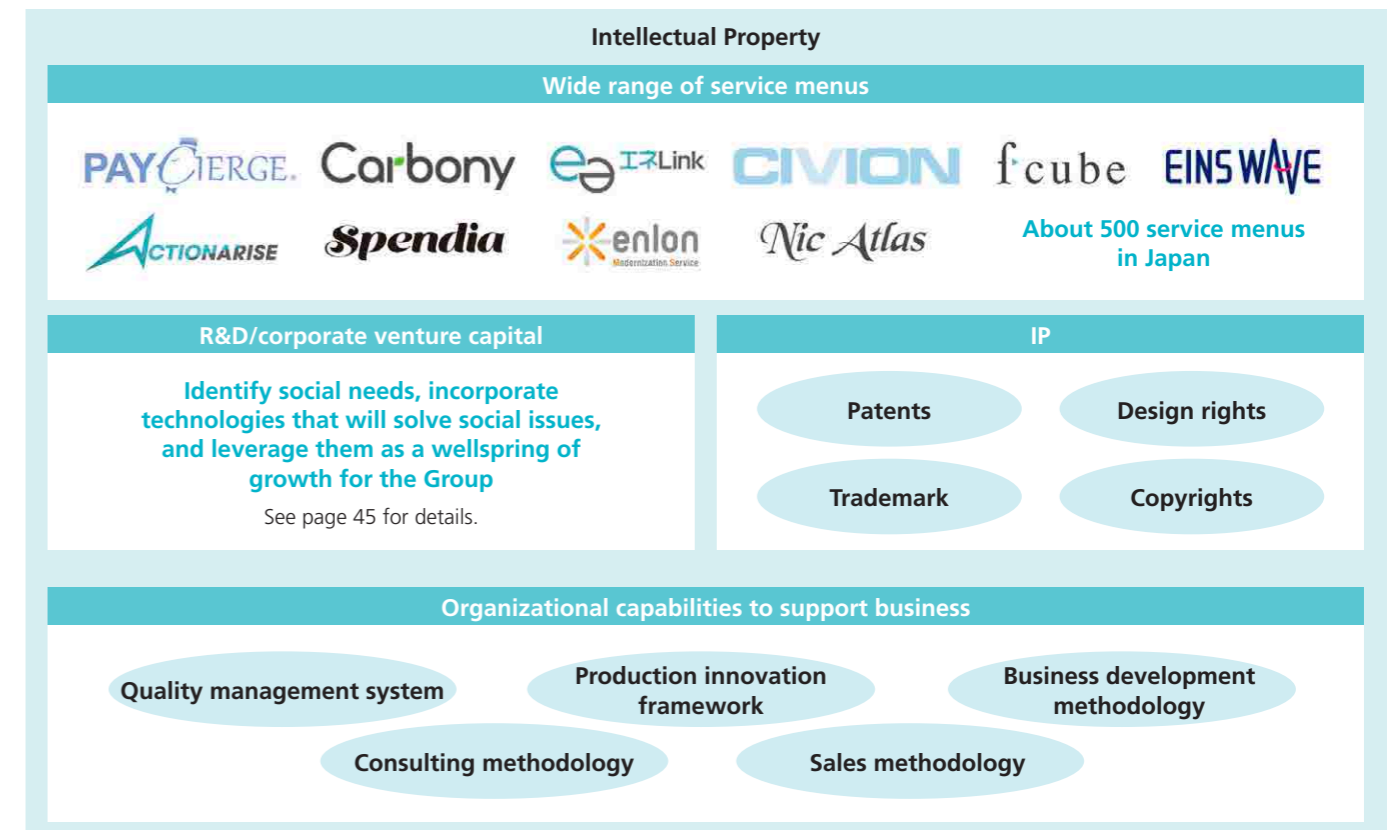 Intellectual Property
Wide range of service menus
PAYCIERGE. Carbony エネLink CIVION f'cube EINS WAVE
ACTIONARISE Spendia Xenlon Modernization Service Nic Atlas
About 500 service menus
in Japan
R&D/corporate venture capital
Identify social needs, incorporate
technologies that will solve social issues,
and leverage them as a wellspring of
growth for the Group
See page 45 for details.
IP
Patents
Design rights
Trademark
Copyrights
Organizational capabilities to support business
Quality management system
Production innovation
framework
Business development
methodology
Consulting methodology
Sales methodology